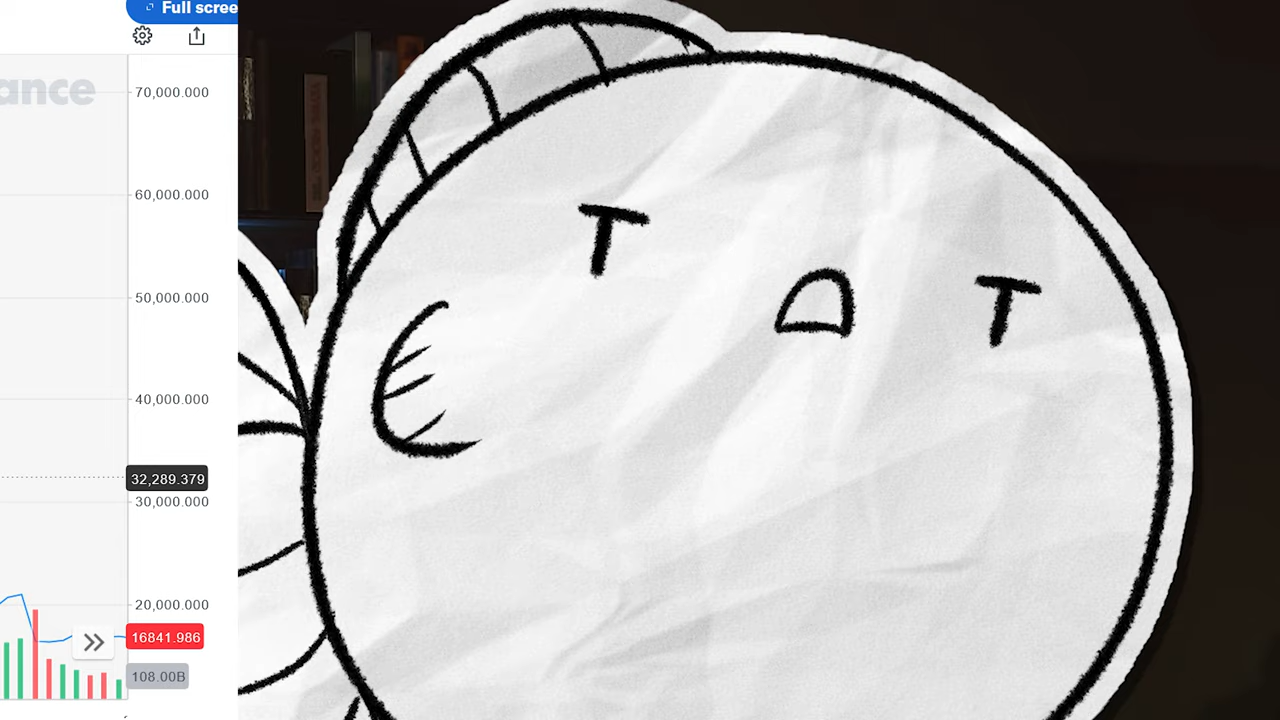 Full scree
ance
70,000.000
60,000.000
50,000.000
40,000.000
32,289.379
30,000.000
20,000.000
16841.986
108.00B